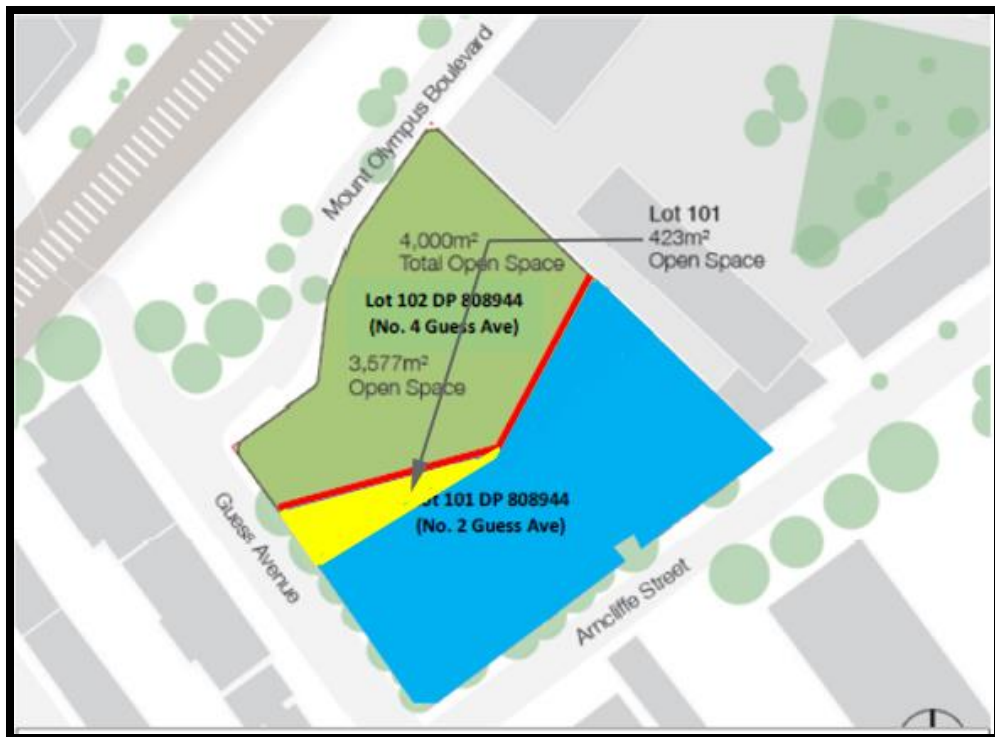 Mount Olympus Boulevard
4,000m²
Total Open Space
Lot 101
423m²
Open Space
Lot 102 DP 808944
(No. 4 Guess Ave)
3,577m²
Open Space
101 DP 808944
(No. 2 Guess Ave)
Guess Avenue
Arncliffe Street